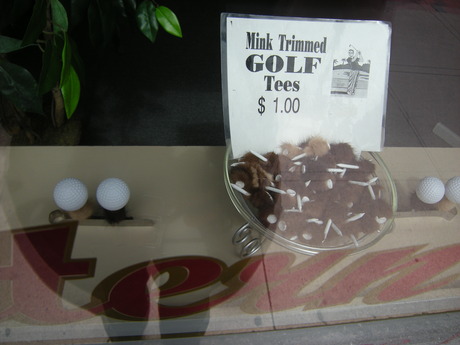 Mink Trimmed
GOLF
Tees
$ 1.00